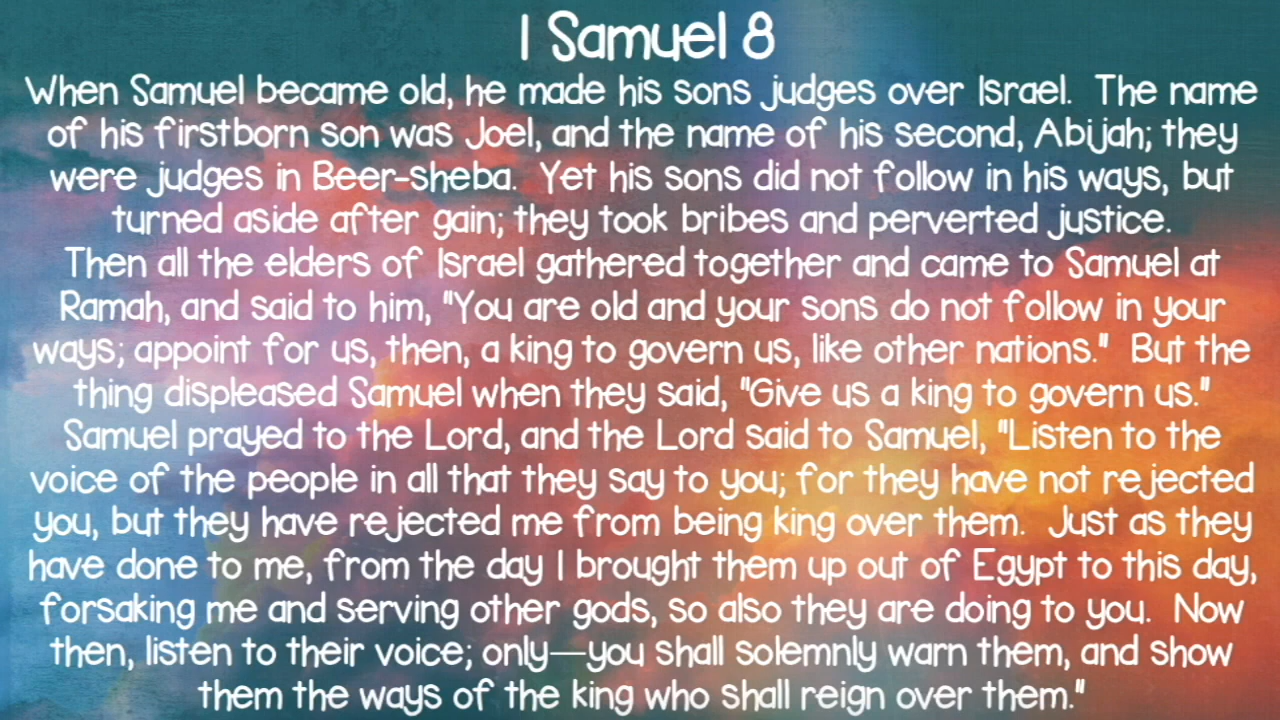 1 Samuel 8
When Samuel became old, he made his sons judges over Israel.  The name
of his firstborn son was Joel, and the name of his second, Abijah; they
were judges in Beer-sheba.  Yet his sons did not follow in his ways, but
turned aside after gain; they took bribes and perverted justice.
Then all the elders of Israel gathered together and came to Samuel at
Ramah, and said to him, "You are old and your sons do not follow in your
ways; appoint for us, then, a king to govern us, like other nations."  But the
thing displeased Samuel when they said, "Give us a king to govern us."
Samuel prayed to the Lord, and the Lord said to Samuel, "Listen to the
voice of the people in all that they say to you; for they have not rejected
you, but they have rejected me from being king over them.  Just as they
have done to me, from the day I brought them up out of Egypt to this day,
forsaking me and serving other gods, so also they are doing to you.  Now
then, listen to their voice; only—you shall solemnly warn them, and show
them the ways of the king who shall reign over them."